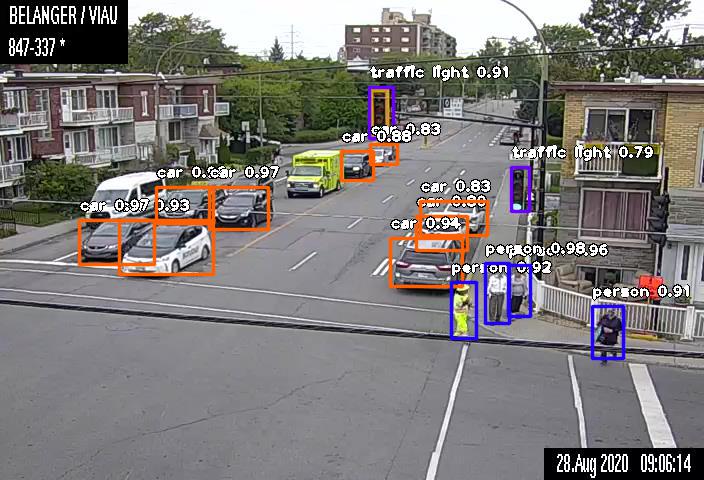 BELANGER / VIAU
847-337 *
traffic light 0.91
car 0.83
car 0.88
traffic light 0.79
car 0.97
car 0.83
car 0.97
0.93
car 0.94
person 0.98
0.96
person 0.92
person 0.91
28.Aug 2020 09:06:14